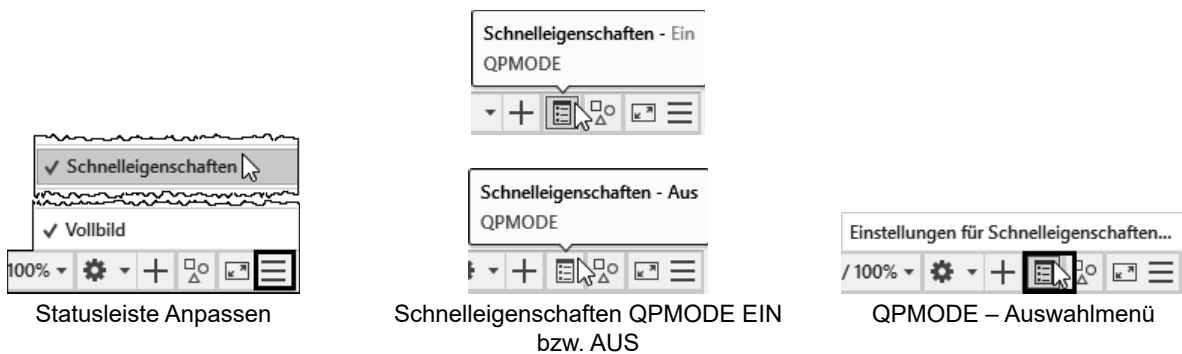 Schnelleigenschaften
Vollbild
100%
Statusleiste Anpassen
Schnelleigenschaften - Ein
QPMODE
Schnelleigenschaften - Aus
QPMODE
Schnelleigenschaften QPMODE EIN
bzw. AUS
Einstellungen für Schnelleigenschaften...
/ 100%
QPMODE – Auswahlmenü